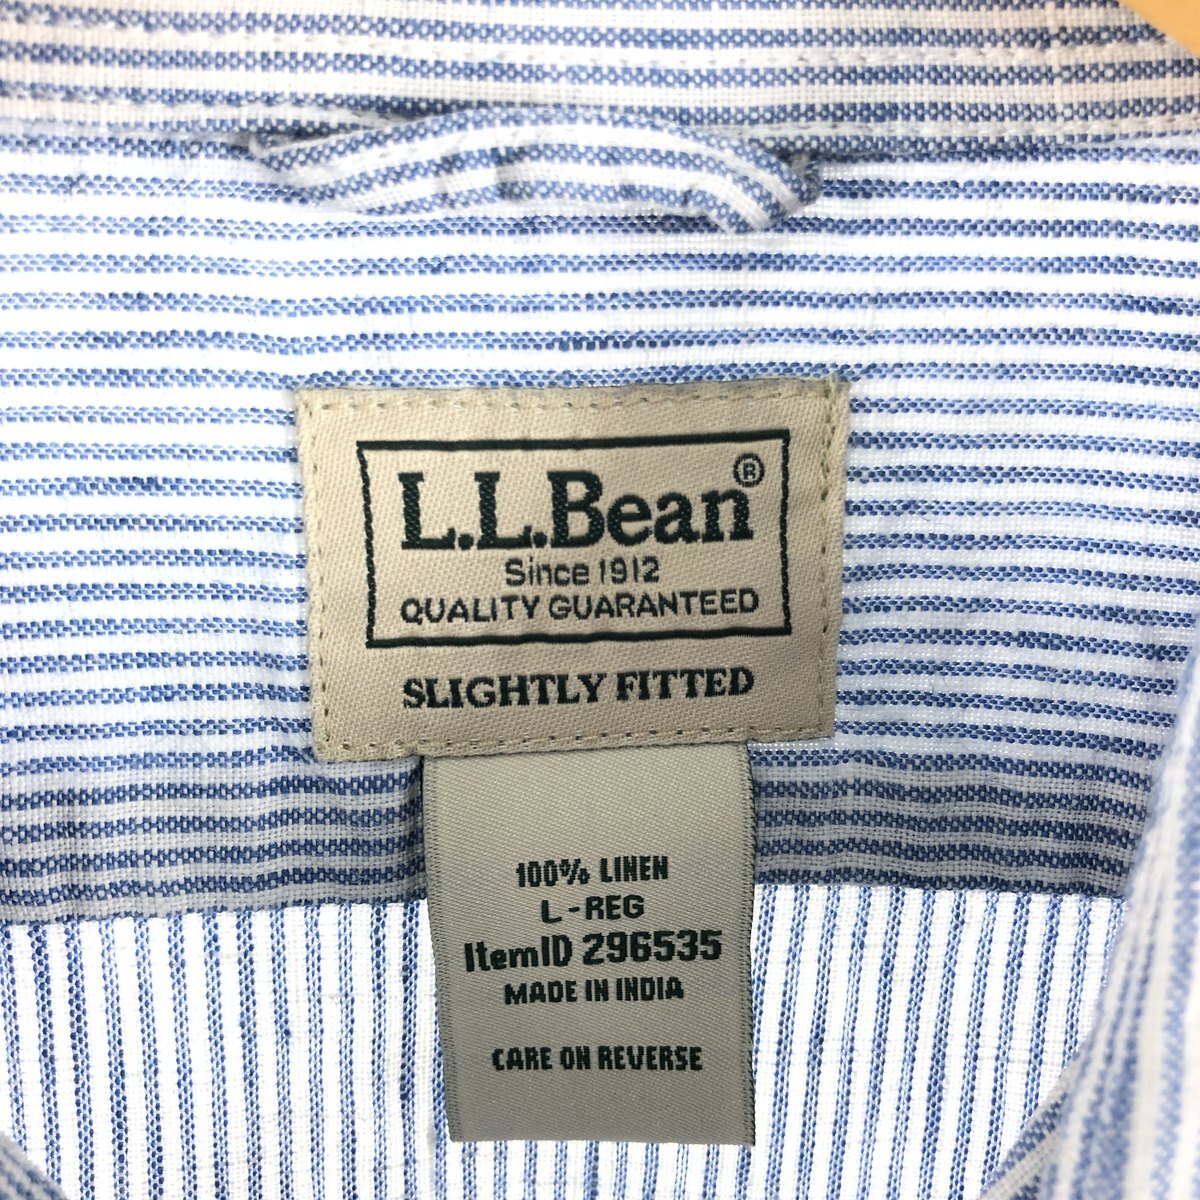 L.L.Bean®
Since 1912
QUALITY GUARANTEED
SLIGHTLY FITTED
100% LINEN
L-REG
ItemID 296535
MADE IN INDIA
CARE ON REVERSE